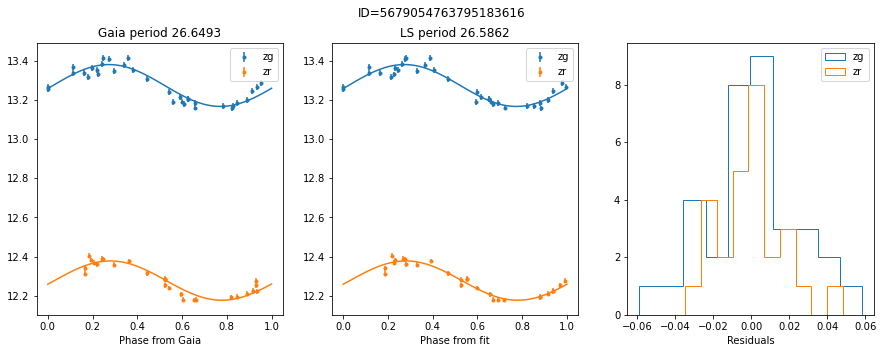 ID=5679054763795183616
Gaia period 26.6493
zg
zr
13.4
13.2
13.0
12.8
12.6
12.4
12.2
0.0 0.2 0.4 0.6 0.8 1.0
Phase from Gaia
LS period 26.5862
zg
zr
13.4
13.2
13.0
12.8
12.6
12.4
12.2
0.0 0.2 0.4 0.6 0.8 1.0
Phase from fit
zg
zr
8
6
4
2
0
−0.06 −0.04 −0.02 0.00 0.02 0.04 0.06
Residuals